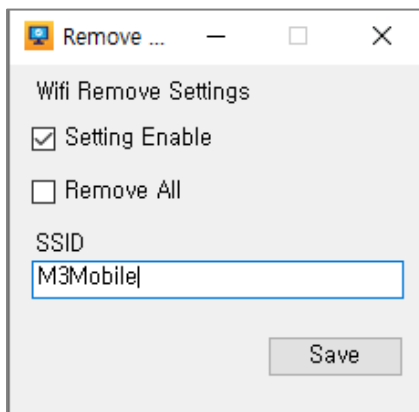 Remove ...
Wifi Remove Settings
Setting Enable
Remove All
SSID
M3Mobile
Save